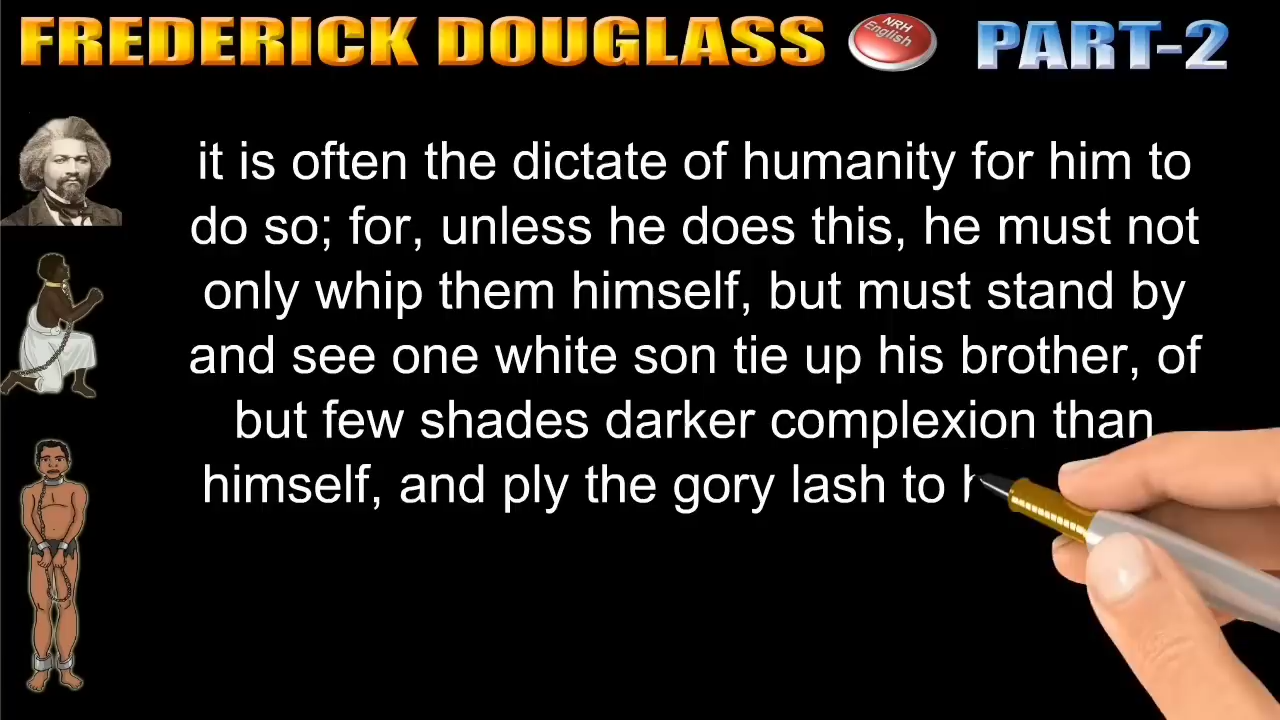 FREDERICK DOUGLASS
NRH
English
PART-2
it is often the dictate of humanity for him to
do so; for, unless he does this, he must not
only whip them himself, but must stand by
and see one white son tie up his brother, of
but few shades darker complexion than
himself, and ply the gory lash to